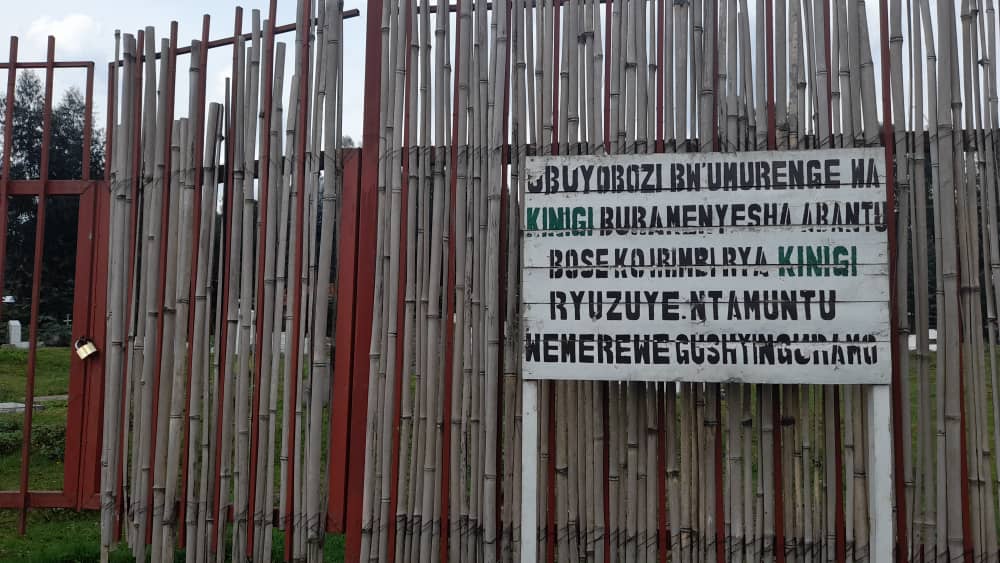 UBUYOBOZI BW'UMURENGE WA
KINIGI BURAMENYESHA ABANTU
BOSE KO IRIMBI RYA KINIGI
RYUZUYE. NTAMUNTU
WEMEREWE GUSHYINGURAMO